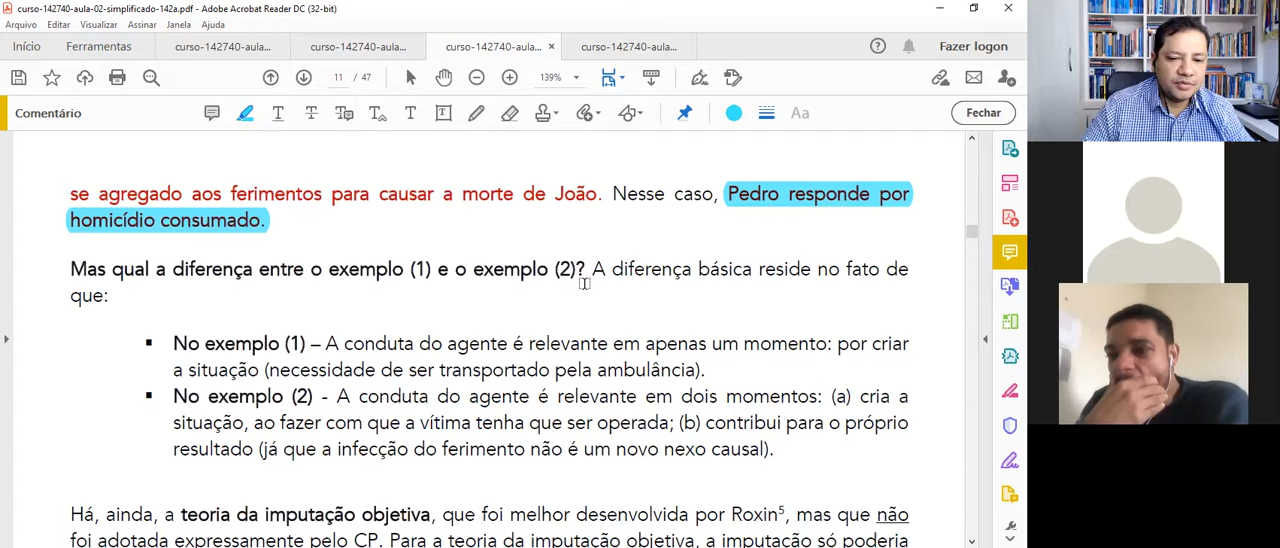 curso-142740-aula-02-simplificado-142a.pdf - Adobe Acrobat Reader DC (32-bit)
Arquivo Editar Visualizar Assinar Janela Ajuda
Início Ferramentas curso-142740-aula... curso-142740-aula... curso-142740-aula... × curso-142740-aula... Fazer logon
11 / 47 139%
Comentário Aa Fechar
se agregado aos ferimentos para causar a morte de João. Nesse caso, Pedro responde por
homicídio consumado.
Mas qual a diferença entre o exemplo (1) e o exemplo (2)? A diferença básica reside no fato de
que:
▪ No exemplo (1) – A conduta do agente é relevante em apenas um momento: por criar
a situação (necessidade de ser transportado pela ambulância).
▪ No exemplo (2) - A conduta do agente é relevante em dois momentos: (a) cria a
situação, ao fazer com que a vítima tenha que ser operada; (b) contribui para o próprio
resultado (já que a infecção do ferimento não é um novo nexo causal).
Há, ainda, a teoria da imputação objetiva, que foi melhor desenvolvida por Roxin⁵, mas que não
foi adotada expressamente pelo CP. Para a teoria da imputação objetiva, a imputação só poderia